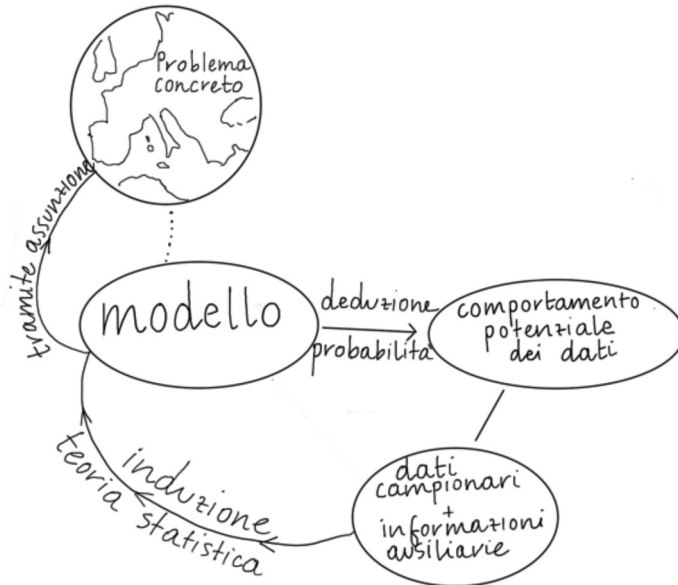 Problema
concreto
tramite assunzione
modello
deduzione
probabilità
comportamento
potenziale
dei dati
induzione
teoria statistica
dati
campionari
+
informazioni
ausiliarie